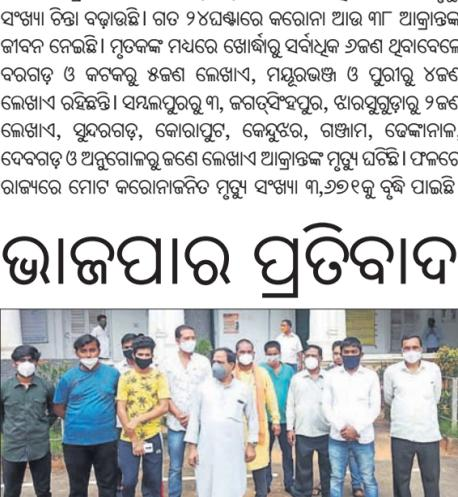 ସଂଖ୍ୟା ଚିନ୍ତା ବଢ଼ାଉଛି। ଗତ ୨୪ଘଣ୍ଟାରେ କରୋନା ଆଉ ୩୮ ଆକ୍ରାନ୍ତଙ୍କ
ଜୀବନ ନେଇଛି। ମୃତକଙ୍କ ମଧ୍ୟରେ ଖୋର୍ଦ୍ଧାରୁ ସର୍ବାଧିକ ୬ଜଣ ଥିବାବେଳେ
ବରଗଡ଼ ଓ କଟକରୁ ୫ଜଣ ଲେଖାଏ, ମୟୂରଭଞ୍ଜ ଓ ପୁରୀରୁ ୪ଜଣ
ଲେଖାଏ ରହିଛନ୍ତି। ସମ୍ବଲପୁରରୁ ୩, ଜଗତ୍‌ସିଂହପୁର, ଝାରସୁଗୁଡ଼ାରୁ ୨ଜଣ
ଲେଖାଏ, ସୁନ୍ଦରଗଡ଼, କୋରାପୁଟ, କେନ୍ଦୁଝର, ଗଞ୍ଜାମ, ଢେଙ୍କାନାଳ,
ଦେବଗଡ଼ ଓ ଅନୁଗୋଳରୁ ଜଣେ ଲେଖାଏ ଆକ୍ରାନ୍ତଙ୍କ ମୃତ୍ୟୁ ଘଟିଛି। ଫଳରେ
ରାଜ୍ୟରେ ମୋଟ କରୋନାଜନିତ ମୃତ୍ୟୁ ସଂଖ୍ୟା ୩,୬୭୧କୁ ବୃଦ୍ଧି ପାଇଛି
ଭାଜପାର ପ୍ରତିବାଦ